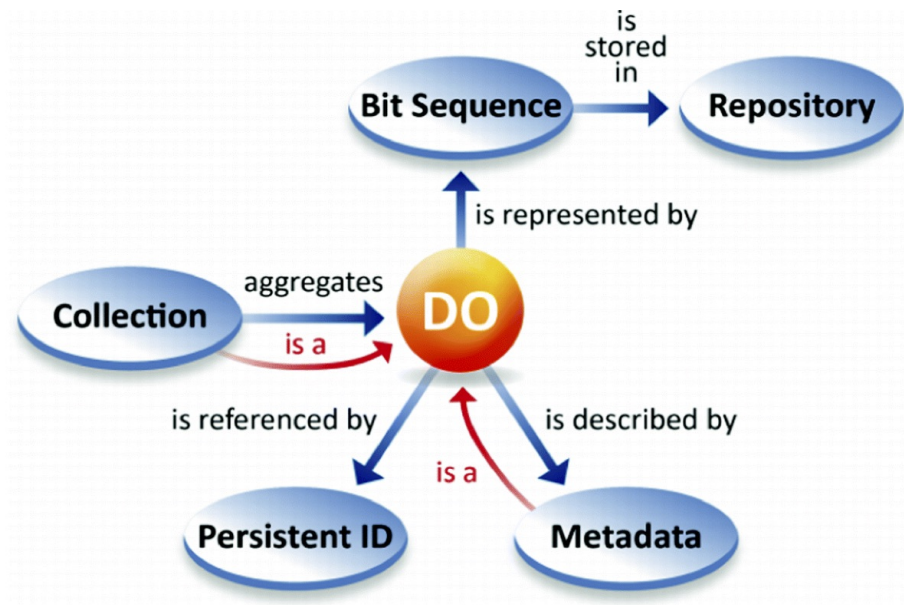 is
stored
in
Bit Sequence
Repository
is represented by
aggregates
Collection
DO
is a
is referenced by
is described by
is a
Persistent ID
Metadata